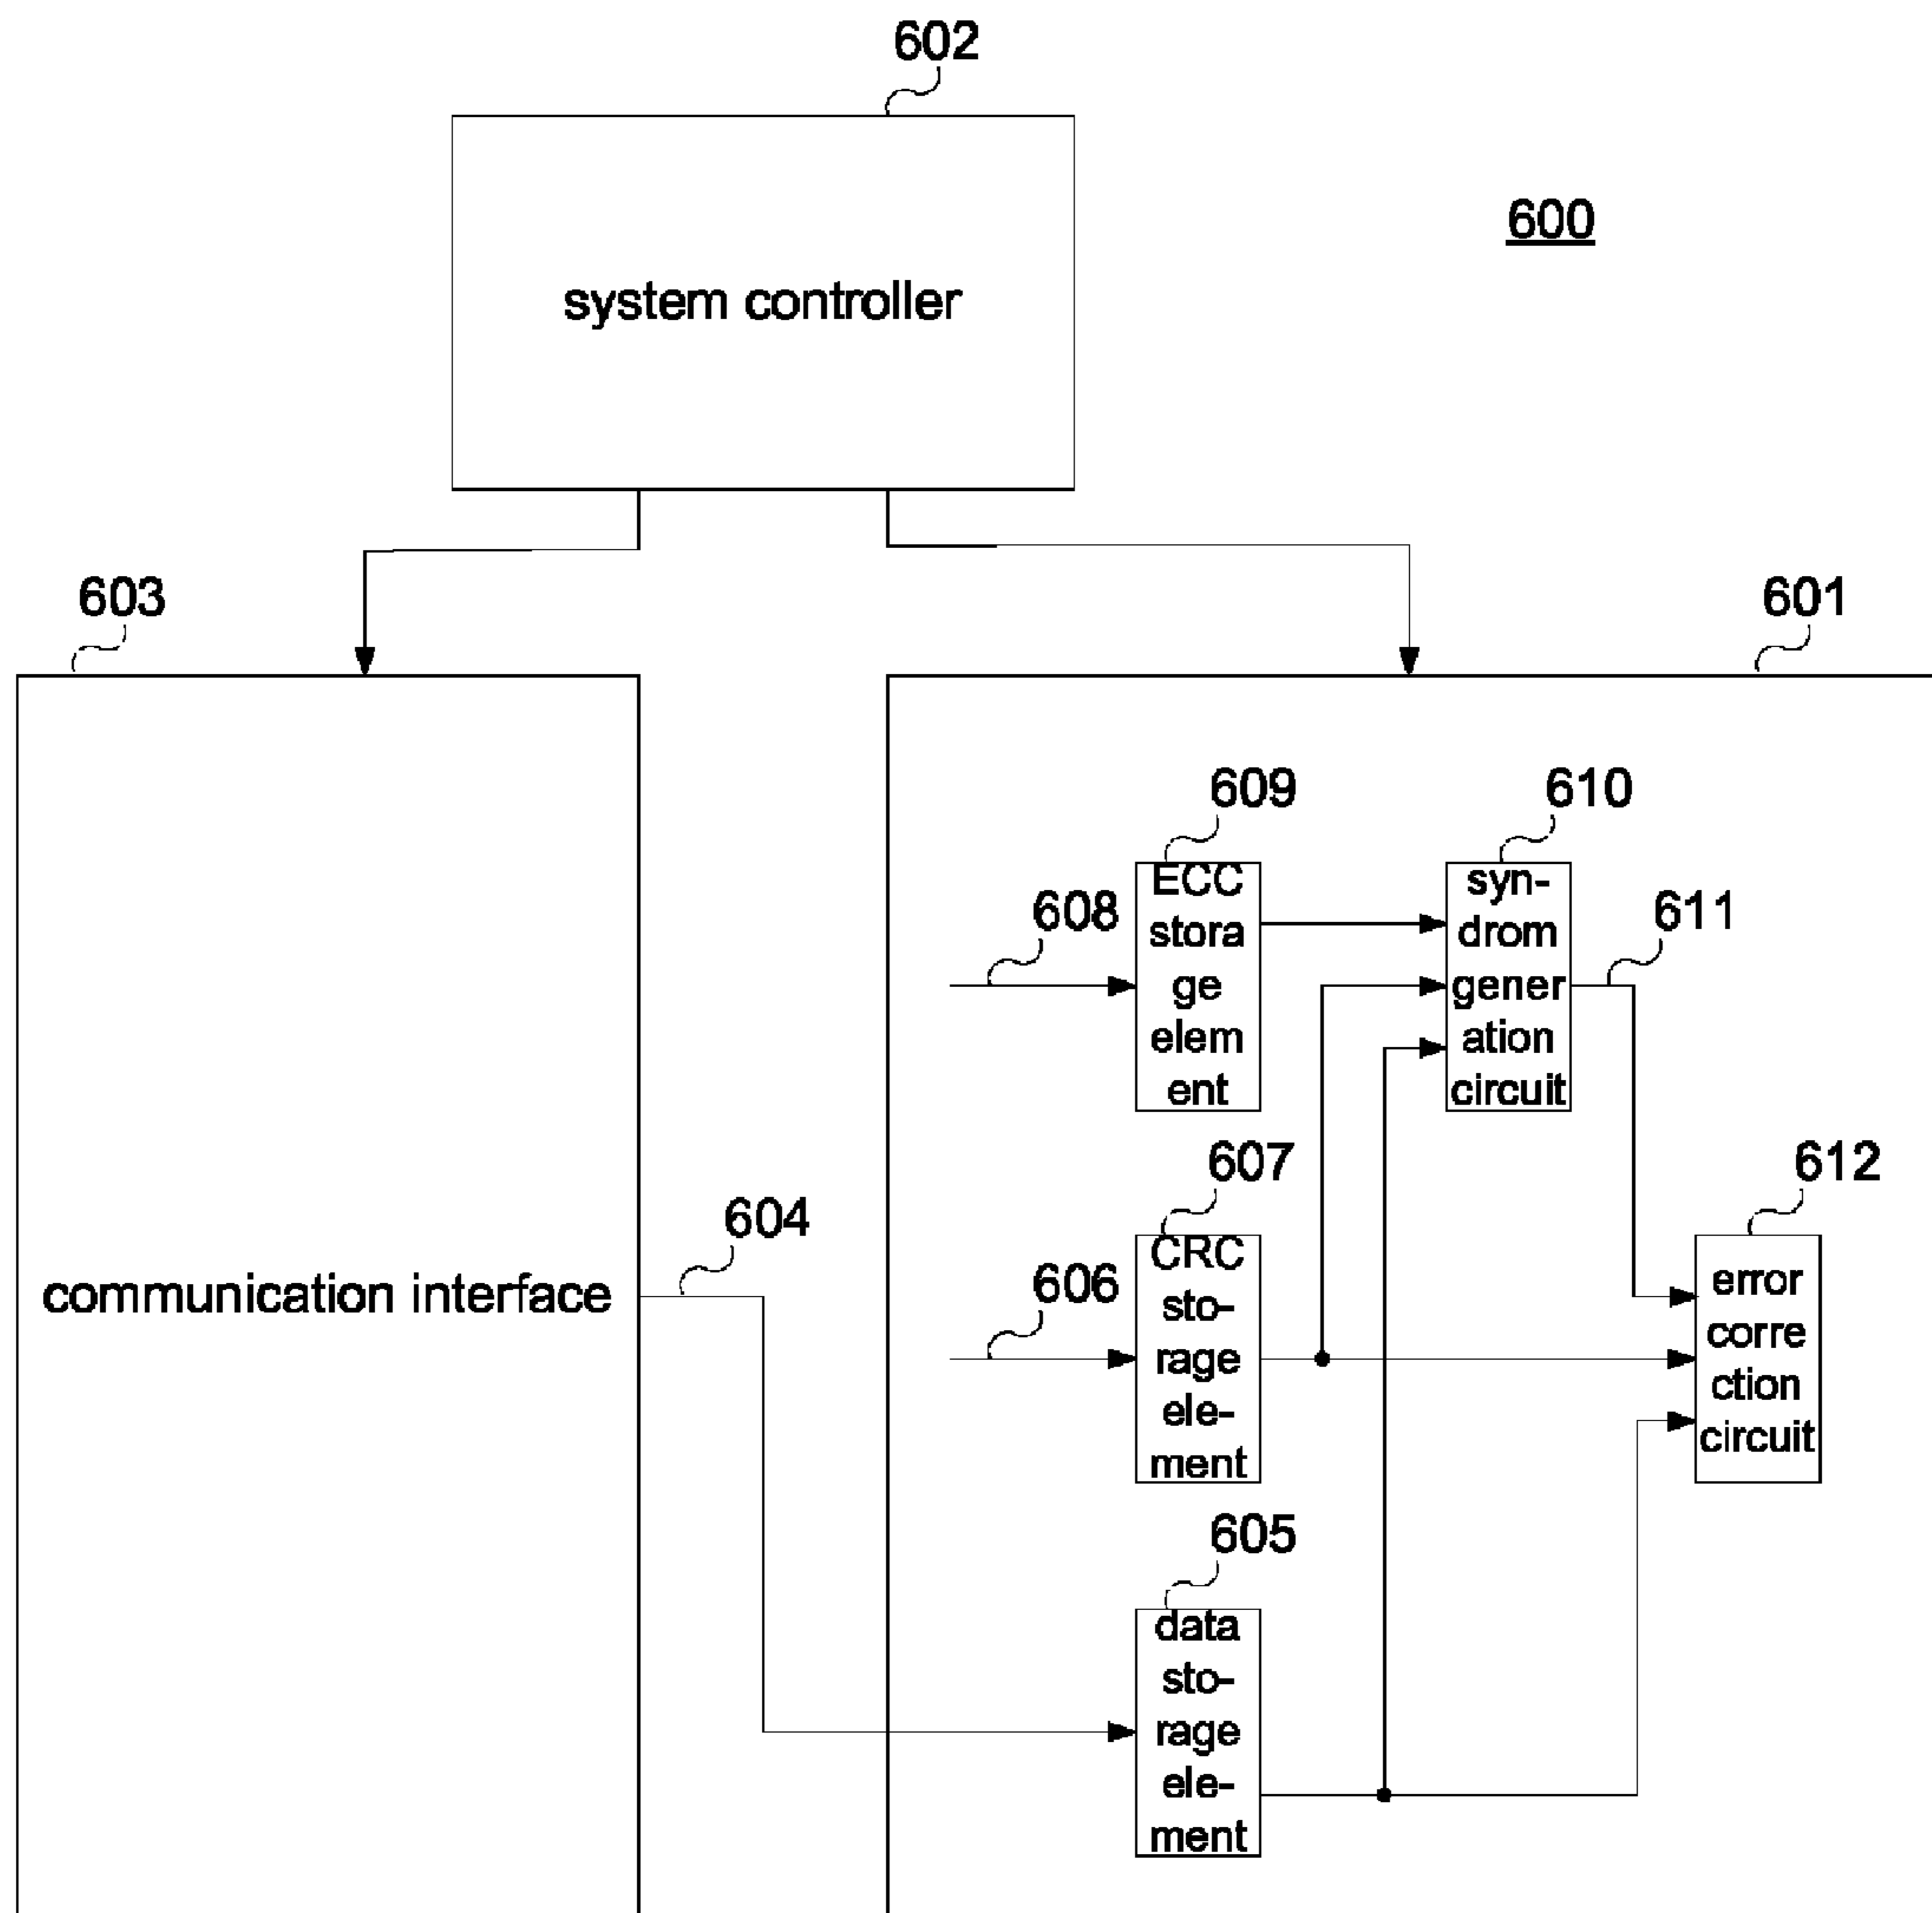 602
system controller
600
603
601
609
610
ECC
stora
ge
elem
ent
syn-
drom
gener
ation
circuit
608
611
607
612
CRC
sto-
rage
ele-
ment
error
corre
ction
circuit
604
606
communication interface
605
data
sto-
rage
ele-
ment